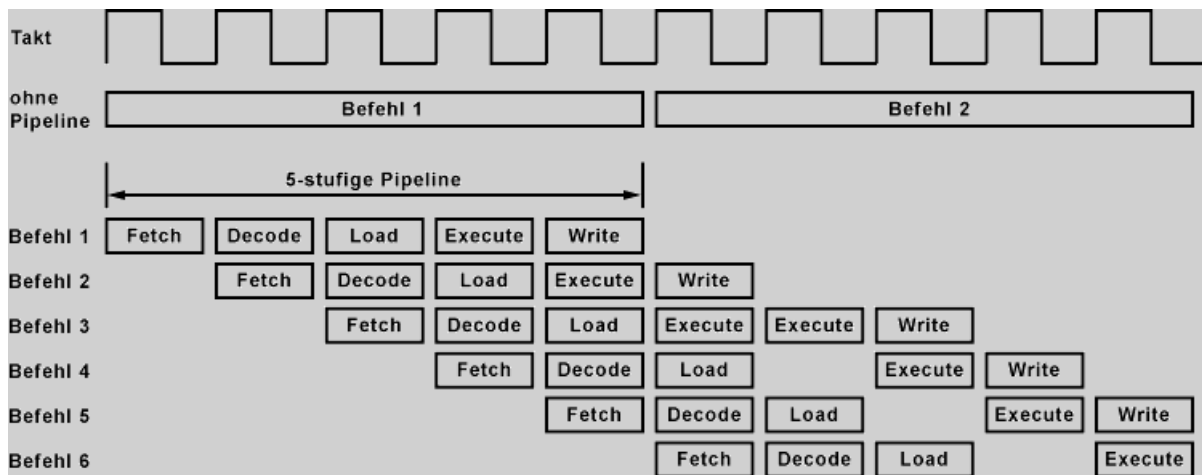 Takt
ohne
Pipeline
Befehl 1 Befehl 2
5-stufige Pipeline
Befehl 1 Fetch Decode Load Execute Write
Befehl 2 Fetch Decode Load Execute Write
Befehl 3 Fetch Decode Load Execute Execute Write
Befehl 4 Fetch Decode Load Execute Write
Befehl 5 Fetch Decode Load Execute Write
Befehl 6 Fetch Decode Load Execute